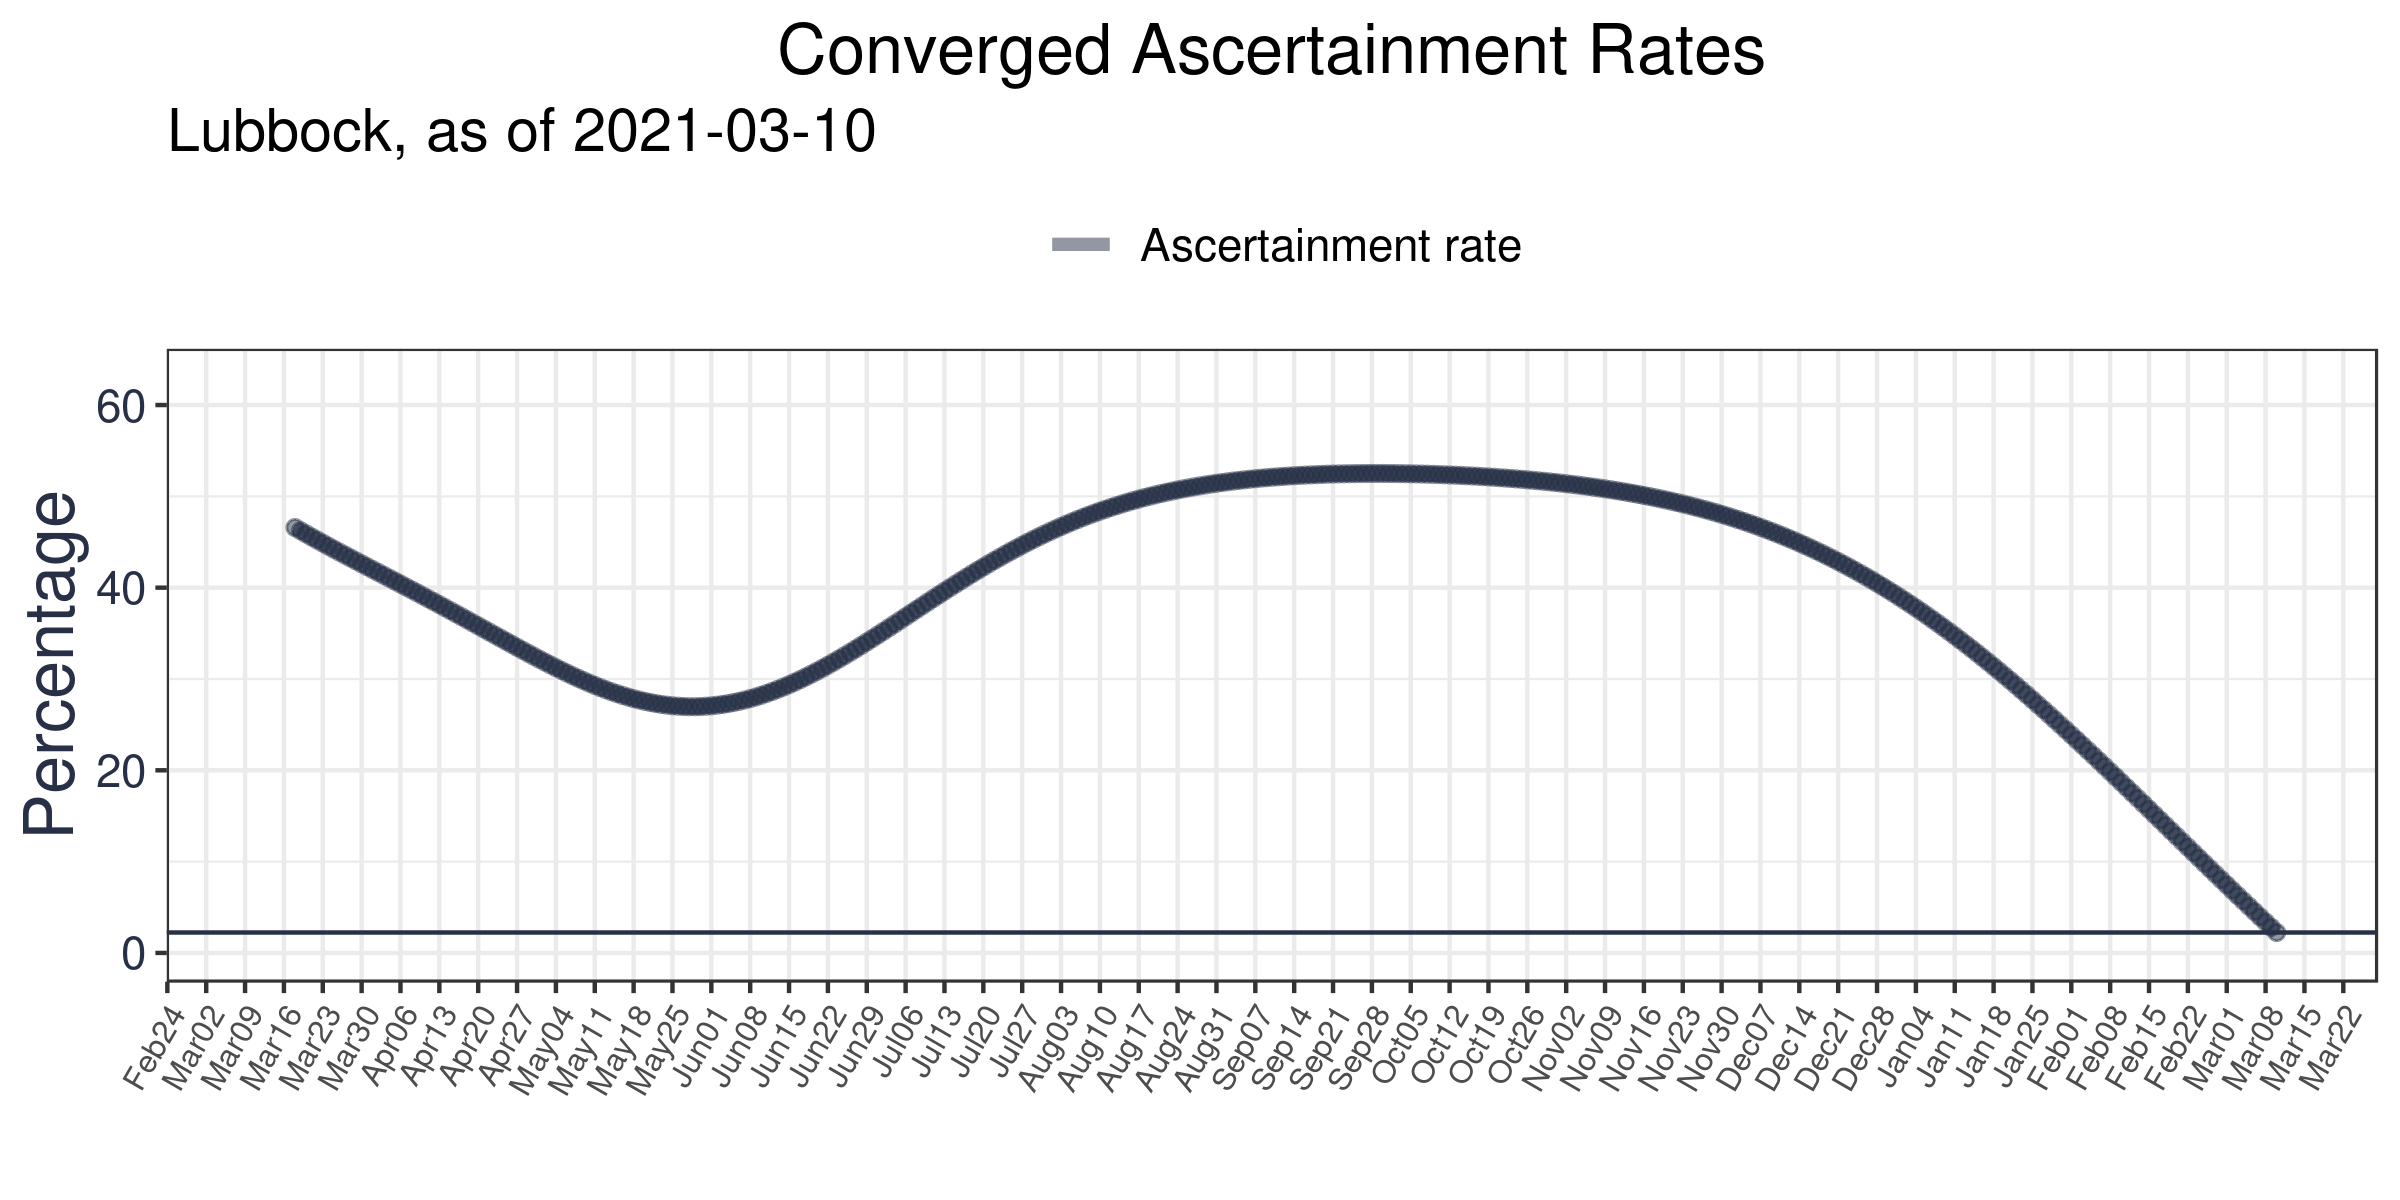 Converged Ascertainment Rates
Lubbock, as of 2021-03-10
Ascertainment rate
Percentage
60
40
20
0
Feb24
Mar02
Mar09
Mar16
Mar23
Mar30
Apr06
Apr13
Apr20
Apr27
May04
May11
May18
May25
Jun01
Jun08
Jun15
Jun22
Jun29
Jul06
Jul13
Jul20
Jul27
Aug03
Aug10
Aug17
Aug24
Aug31
Sep07
Sep14
Sep21
Sep28
Oct05
Oct12
Oct19
Oct26
Nov02
Nov09
Nov16
Nov23
Nov30
Dec07
Dec14
Dec21
Dec28
Jan04
Jan11
Jan18
Jan25
Feb01
Feb08
Feb15
Feb22
Mar01
Mar08
Mar15
Mar22